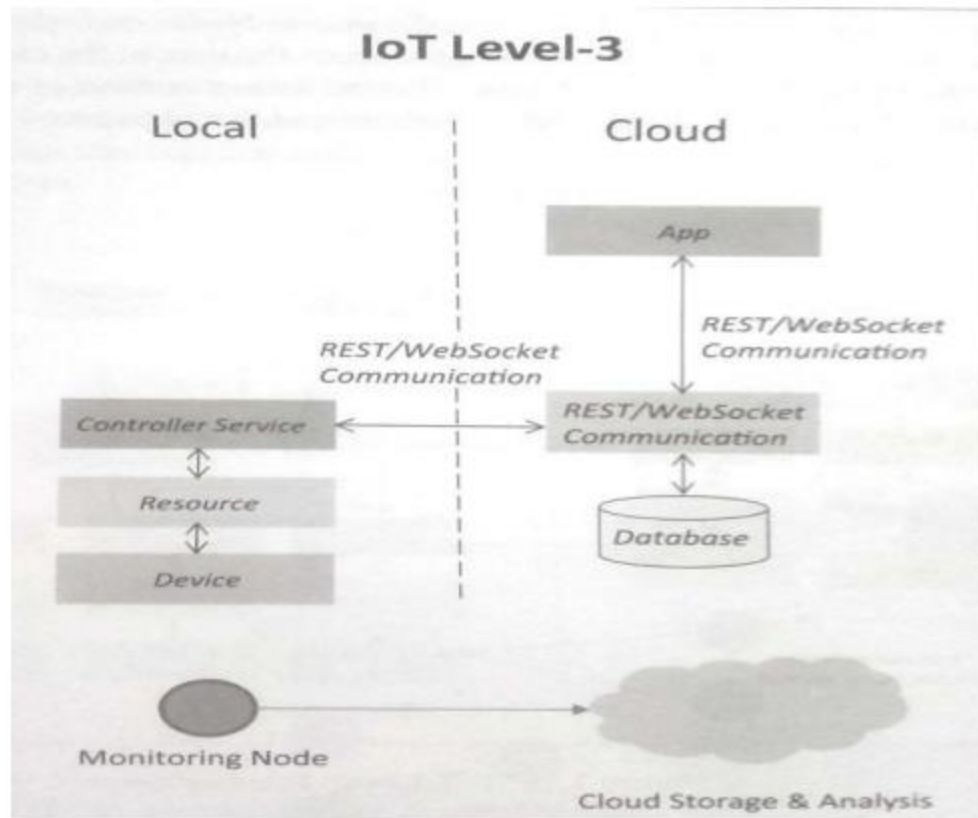 IoT Level-3
Local
Cloud
App
REST/WebSocket
Communication
REST/WebSocket
Communication
Controller Service
REST/WebSocket
Communication
Resource
Database
Device
Monitoring Node
Cloud Storage & Analysis